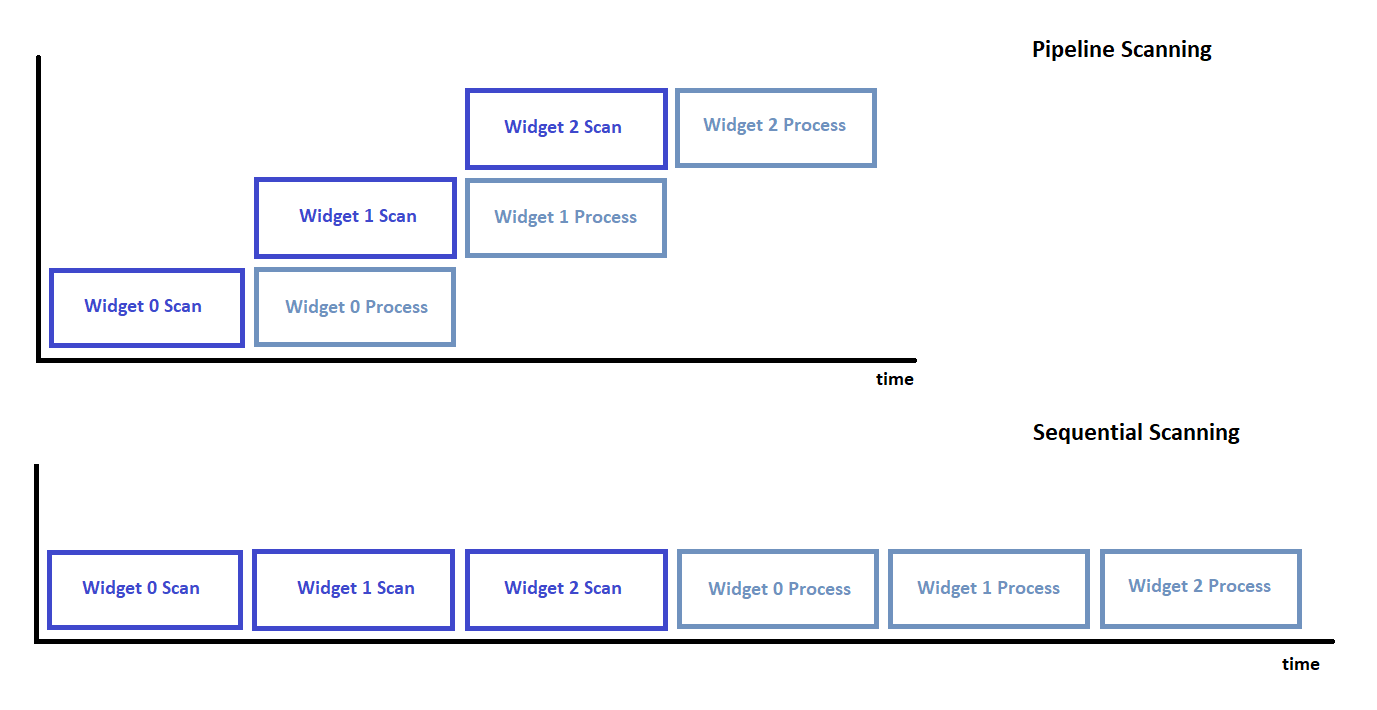 Pipeline Scanning
Widget 2 Scan
Widget 2 Process
Widget 1 Scan
Widget 1 Process
Widget 0 Scan
Widget 0 Process
time
Sequential Scanning
Widget 0 Scan
Widget 1 Scan
Widget 2 Scan
Widget 0 Process
Widget 1 Process
Widget 2 Process
time